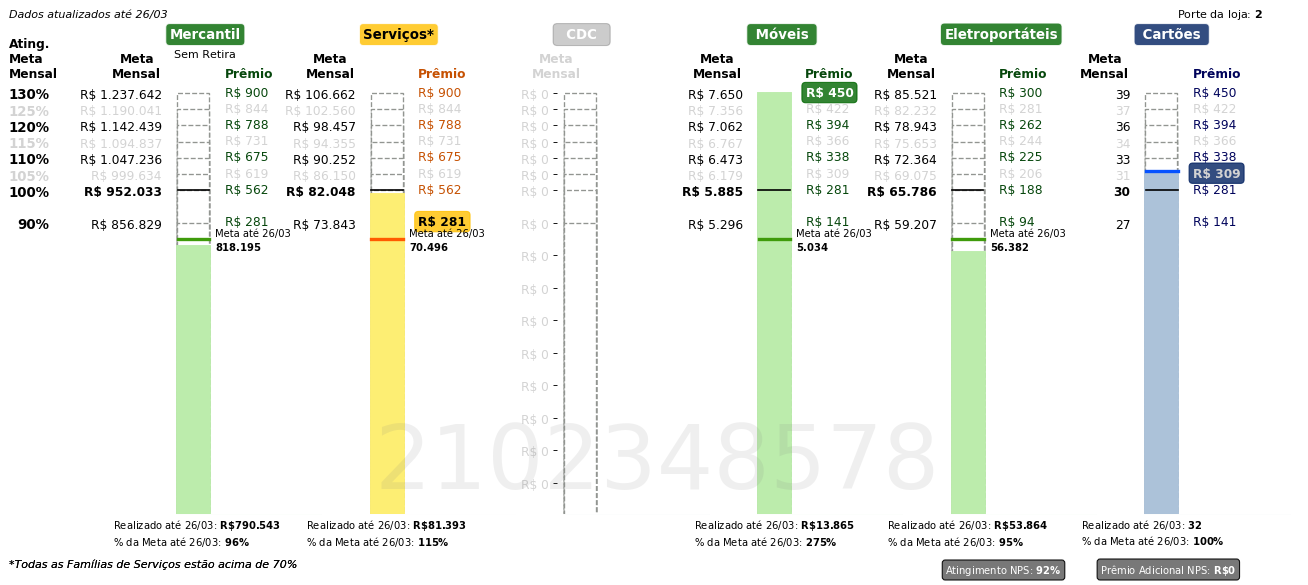 Dados atualizados até 26/03
Porte da loja: 2
Mercantil Serviços* CDC Móveis Eletroportáteis Cartões
Sem Retira
Ating. Meta Mensal
Meta Mensal Prêmio Meta Mensal Prêmio Meta Mensal Meta Mensal Prêmio Meta Mensal Prêmio Meta Mensal Prêmio
130% R$ 1.237.642 R$ 900 R$ 106.662 R$ 900 R$ 0 R$ 7.650 R$ 450 R$ 85.521 R$ 300 39 R$ 450
125% R$ 1.190.041 R$ 844 R$ 102.560 R$ 844 R$ 0 R$ 7.356 R$ 422 R$ 82.232 R$ 281 37 R$ 422
120% R$ 1.142.439 R$ 788 R$ 98.457 R$ 788 R$ 0 R$ 7.062 R$ 394 R$ 78.943 R$ 262 36 R$ 394
115% R$ 1.094.837 R$ 731 R$ 94.355 R$ 731 R$ 0 R$ 6.767 R$ 366 R$ 75.653 R$ 244 34 R$ 366
110% R$ 1.047.236 R$ 675 R$ 90.252 R$ 675 R$ 0 R$ 6.473 R$ 338 R$ 72.364 R$ 225 33 R$ 338
105% R$ 999.634 R$ 619 R$ 86.150 R$ 619 R$ 0 R$ 6.179 R$ 309 R$ 69.075 R$ 206 31 R$ 309
100% R$ 952.033 R$ 562 R$ 82.048 R$ 562 R$ 0 R$ 5.885 R$ 281 R$ 65.786 R$ 188 30 R$ 281
90% R$ 856.829 R$ 281 R$ 73.843 R$ 281 R$ 0 R$ 5.296 R$ 141 R$ 59.207 R$ 94 27 R$ 141
Meta até 26/03 Meta até 26/03 Meta até 26/03 Meta até 26/03
818.195 70.496 5.034 56.382
R$ 0
R$ 0
R$ 0
R$ 0
R$ 0
R$ 0
R$ 0
R$ 0
2102348578
Realizado até 26/03: R$790.543 Realizado até 26/03: R$81.393 Realizado até 26/03: R$13.865 Realizado até 26/03: R$53.864 Realizado até 26/03: 32
% da Meta até 26/03: 96% % da Meta até 26/03: 115% % da Meta até 26/03: 275% % da Meta até 26/03: 95% % da Meta até 26/03: 100%
*Todas as Famílias de Serviços estão acima de 70%
Atingimento NPS: 92% Prêmio Adicional NPS: R$0